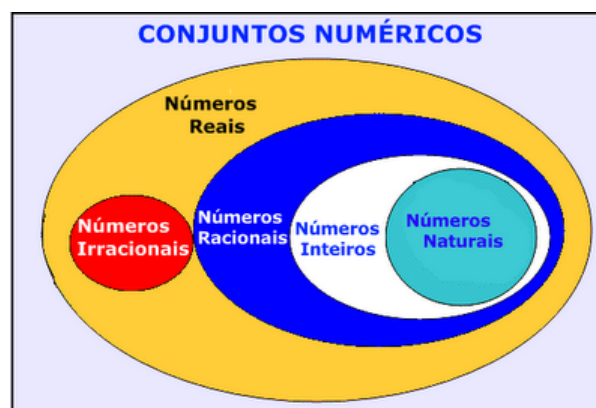 CONJUNTOS NUMÉRICOS
Números
Reais
Números
Irracionais
Números
Racionais
Números
Inteiros
Números
Naturais